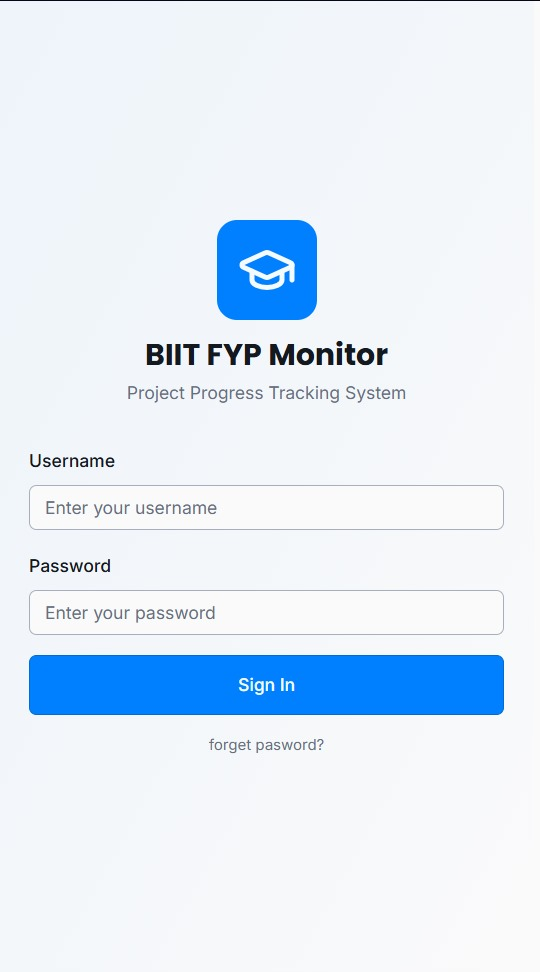 BIIT FYP Monitor
Project Progress Tracking System
Username
Enter your username
Password
Enter your password
Sign In
forget pasword?